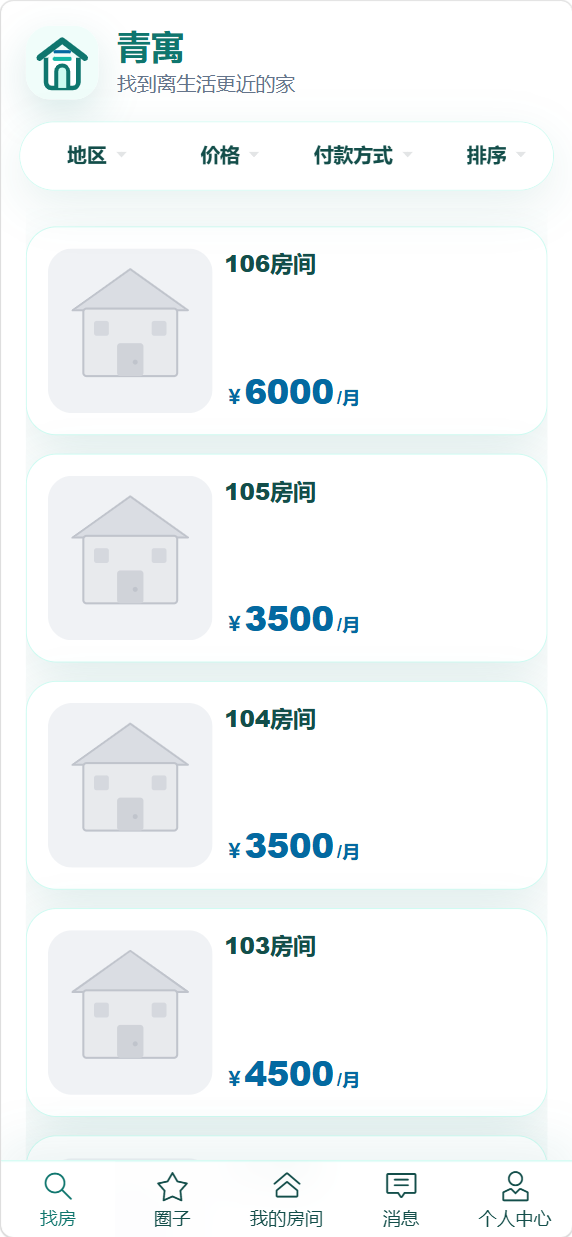 青寓
找到离生活更近的家
地区 价格 付款方式 排序
106房间
¥6000/月
105房间
¥3500/月
104房间
¥3500/月
103房间
¥4500/月
找房 圈子 我的房间 消息 个人中心